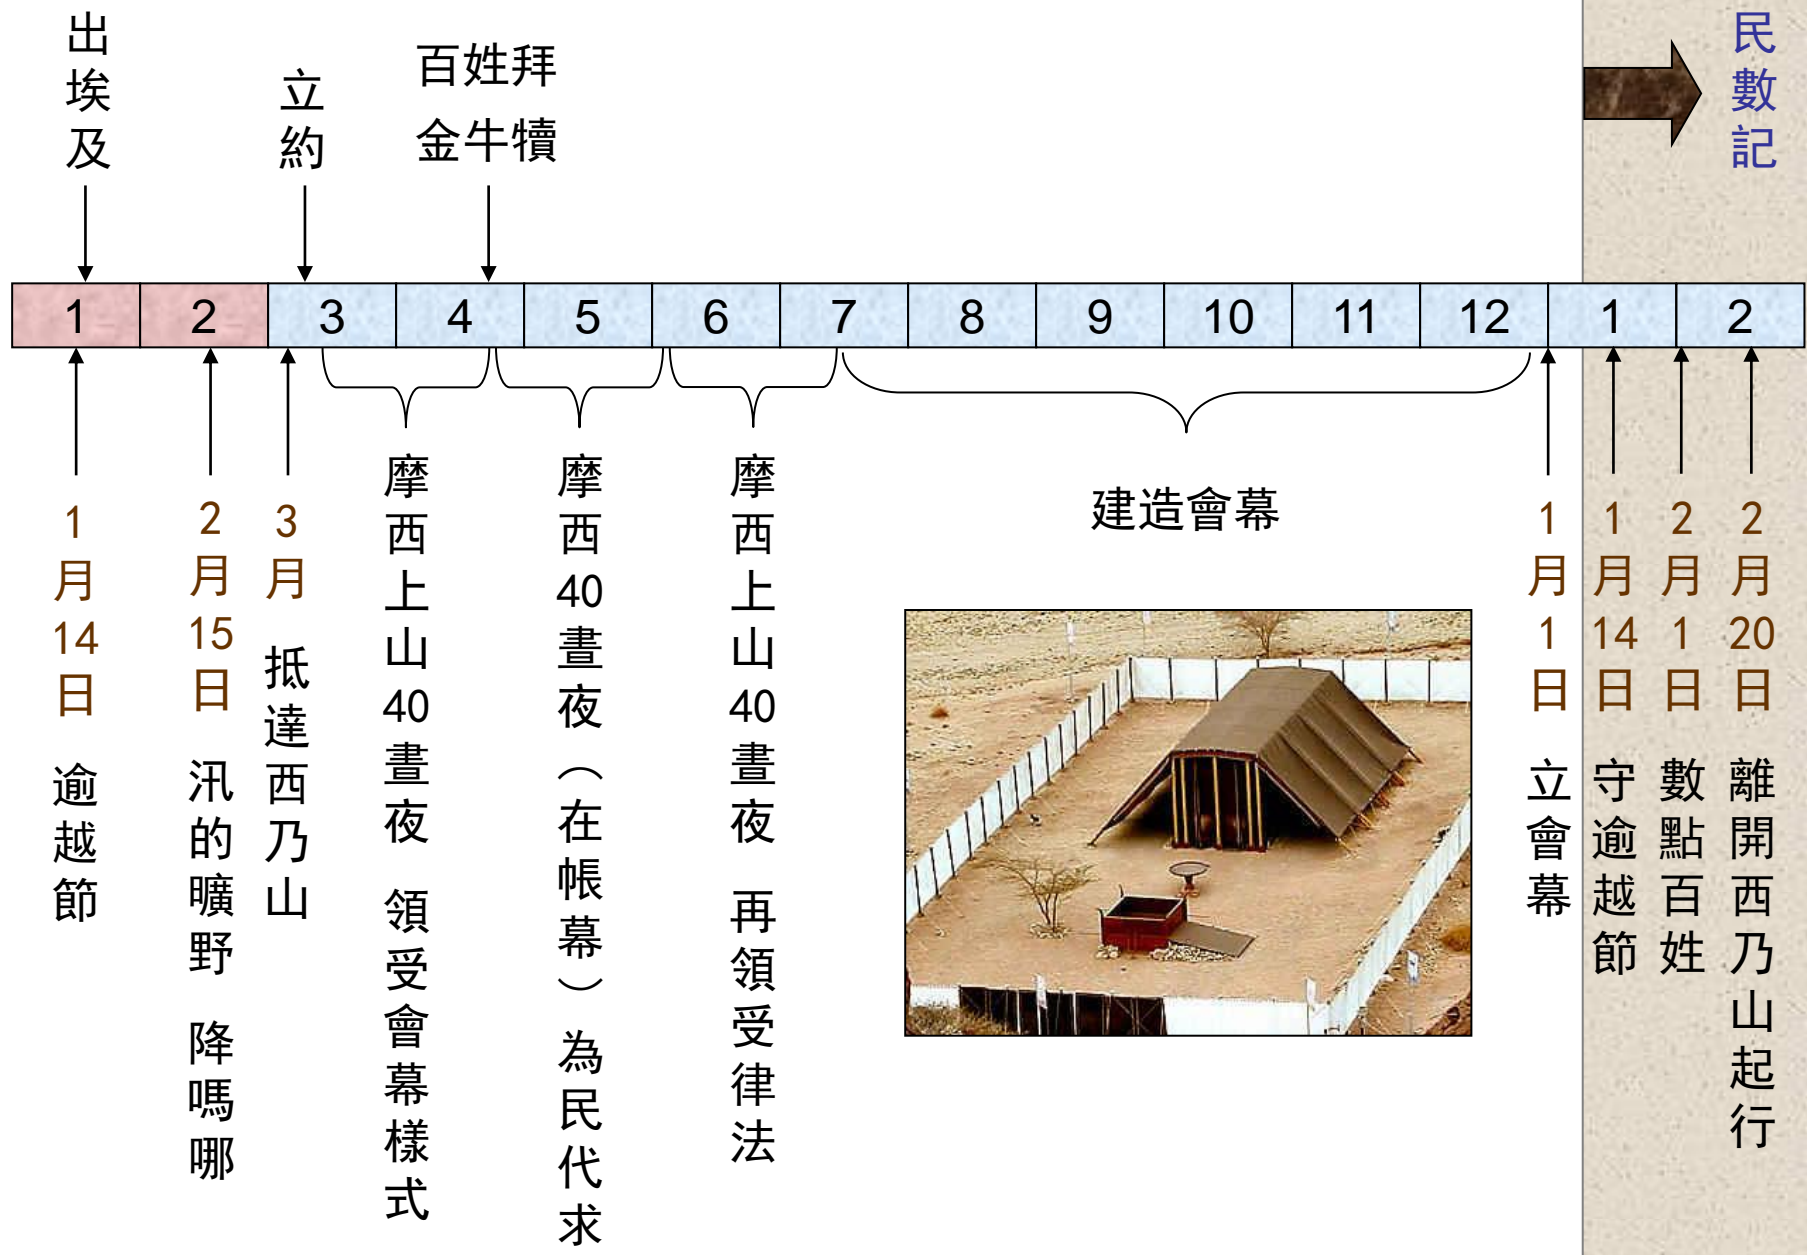 出埃及
立約
百姓拜
金牛犢
民數記
1
2
3
4
5
6
7
8
9
10
11
12
1
2
1月14日 逾越節
2月15日 汛的曠野 降嗎哪
3月 抵達西乃山
摩西上山40晝夜 領受會幕樣式
摩西40晝夜（在帳幕）為民代求
摩西上山40晝夜 再領受律法
建造會幕
1月1日 立會幕
1月14日 守逾越節
2月1日 數點百姓
2月20日 離開西乃山起行